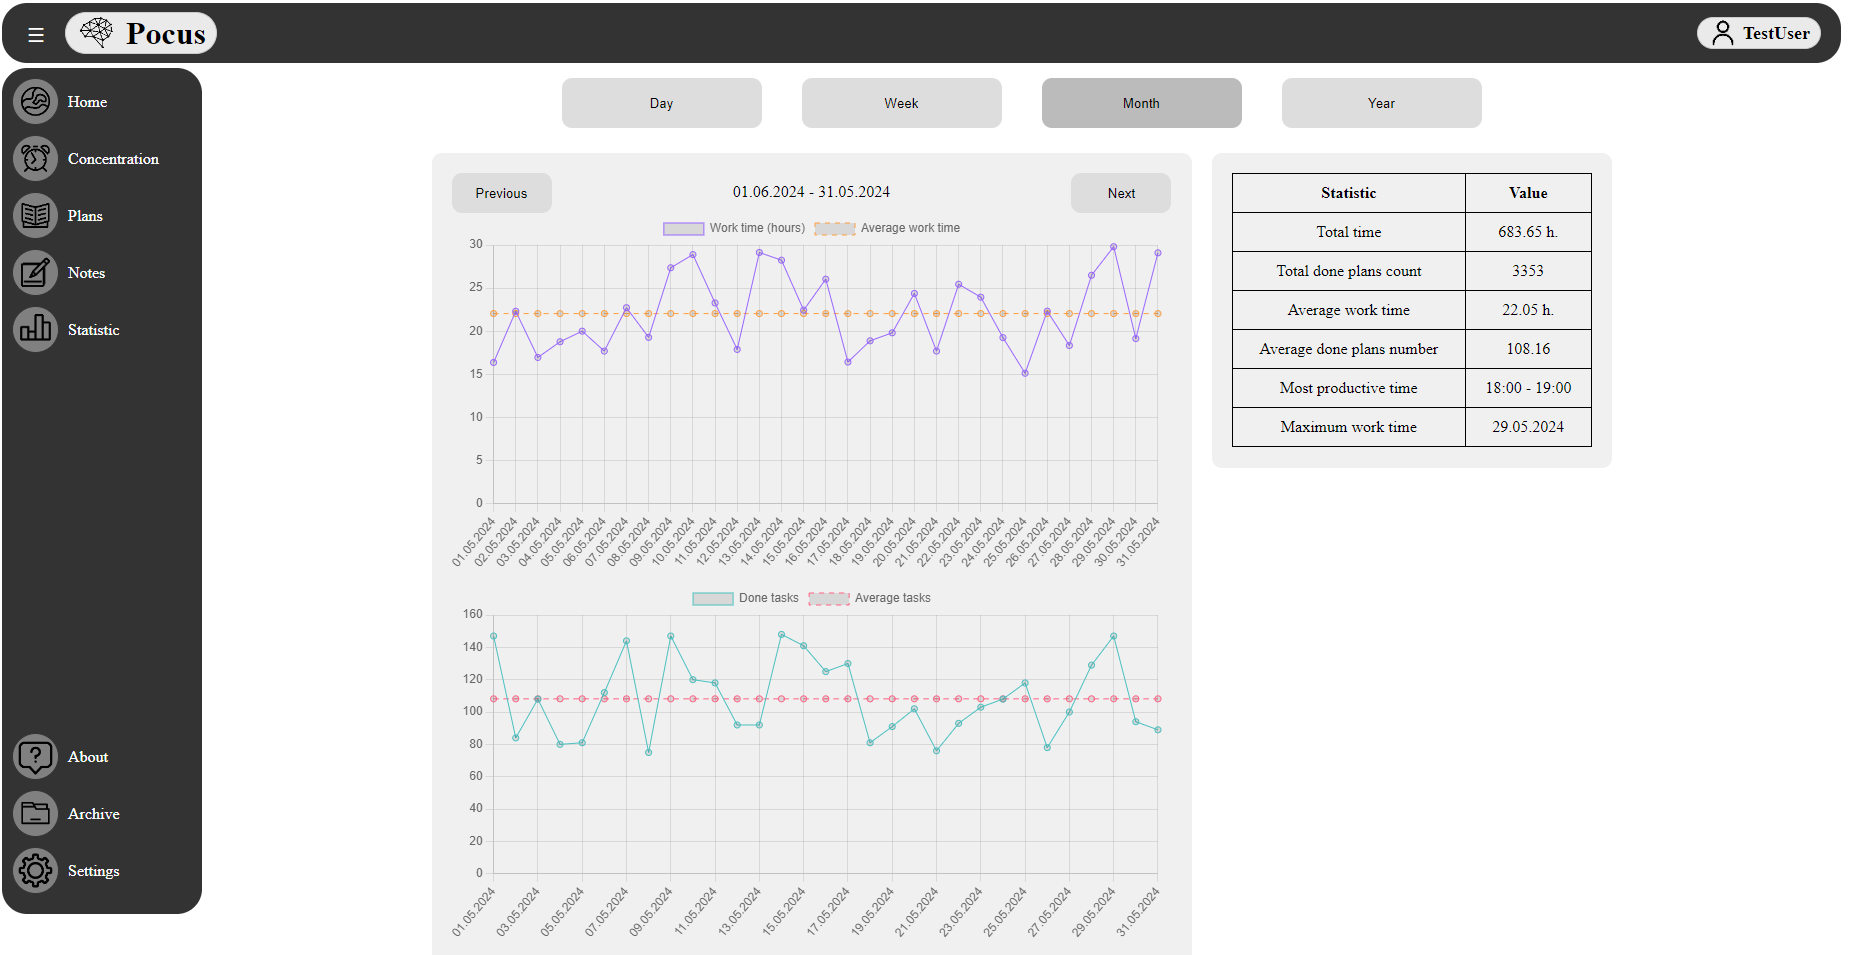 ☰ Pocus
TestUser
Home
Concentration
Plans
Notes
Statistic
About
Archive
Settings
Day Week Month Year
Previous 01.06.2024 - 31.05.2024 Next
Work time (hours) Average work time
30
25
20
15
10
5
0
01.05.2024 02.05.2024 03.05.2024 04.05.2024 05.05.2024 06.05.2024 07.05.2024 08.05.2024 09.05.2024 10.05.2024 11.05.2024 12.05.2024 13.05.2024 14.05.2024 15.05.2024 16.05.2024 17.05.2024 18.05.2024 19.05.2024 20.05.2024 21.05.2024 22.05.2024 23.05.2024 24.05.2024 25.05.2024 26.05.2024 27.05.2024 28.05.2024 29.05.2024 30.05.2024 31.05.2024
Done tasks Average tasks
160
140
120
100
80
60
40
20
0
01.05.2024 03.05.2024 05.05.2024 07.05.2024 09.05.2024 11.05.2024 13.05.2024 15.05.2024 17.05.2024 19.05.2024 21.05.2024 23.05.2024 25.05.2024 27.05.2024 29.05.2024 31.05.2024
Statistic Value
Total time 683.65 h.
Total done plans count 3353
Average work time 22.05 h.
Average done plans number 108.16
Most productive time 18:00 - 19:00
Maximum work time 29.05.2024